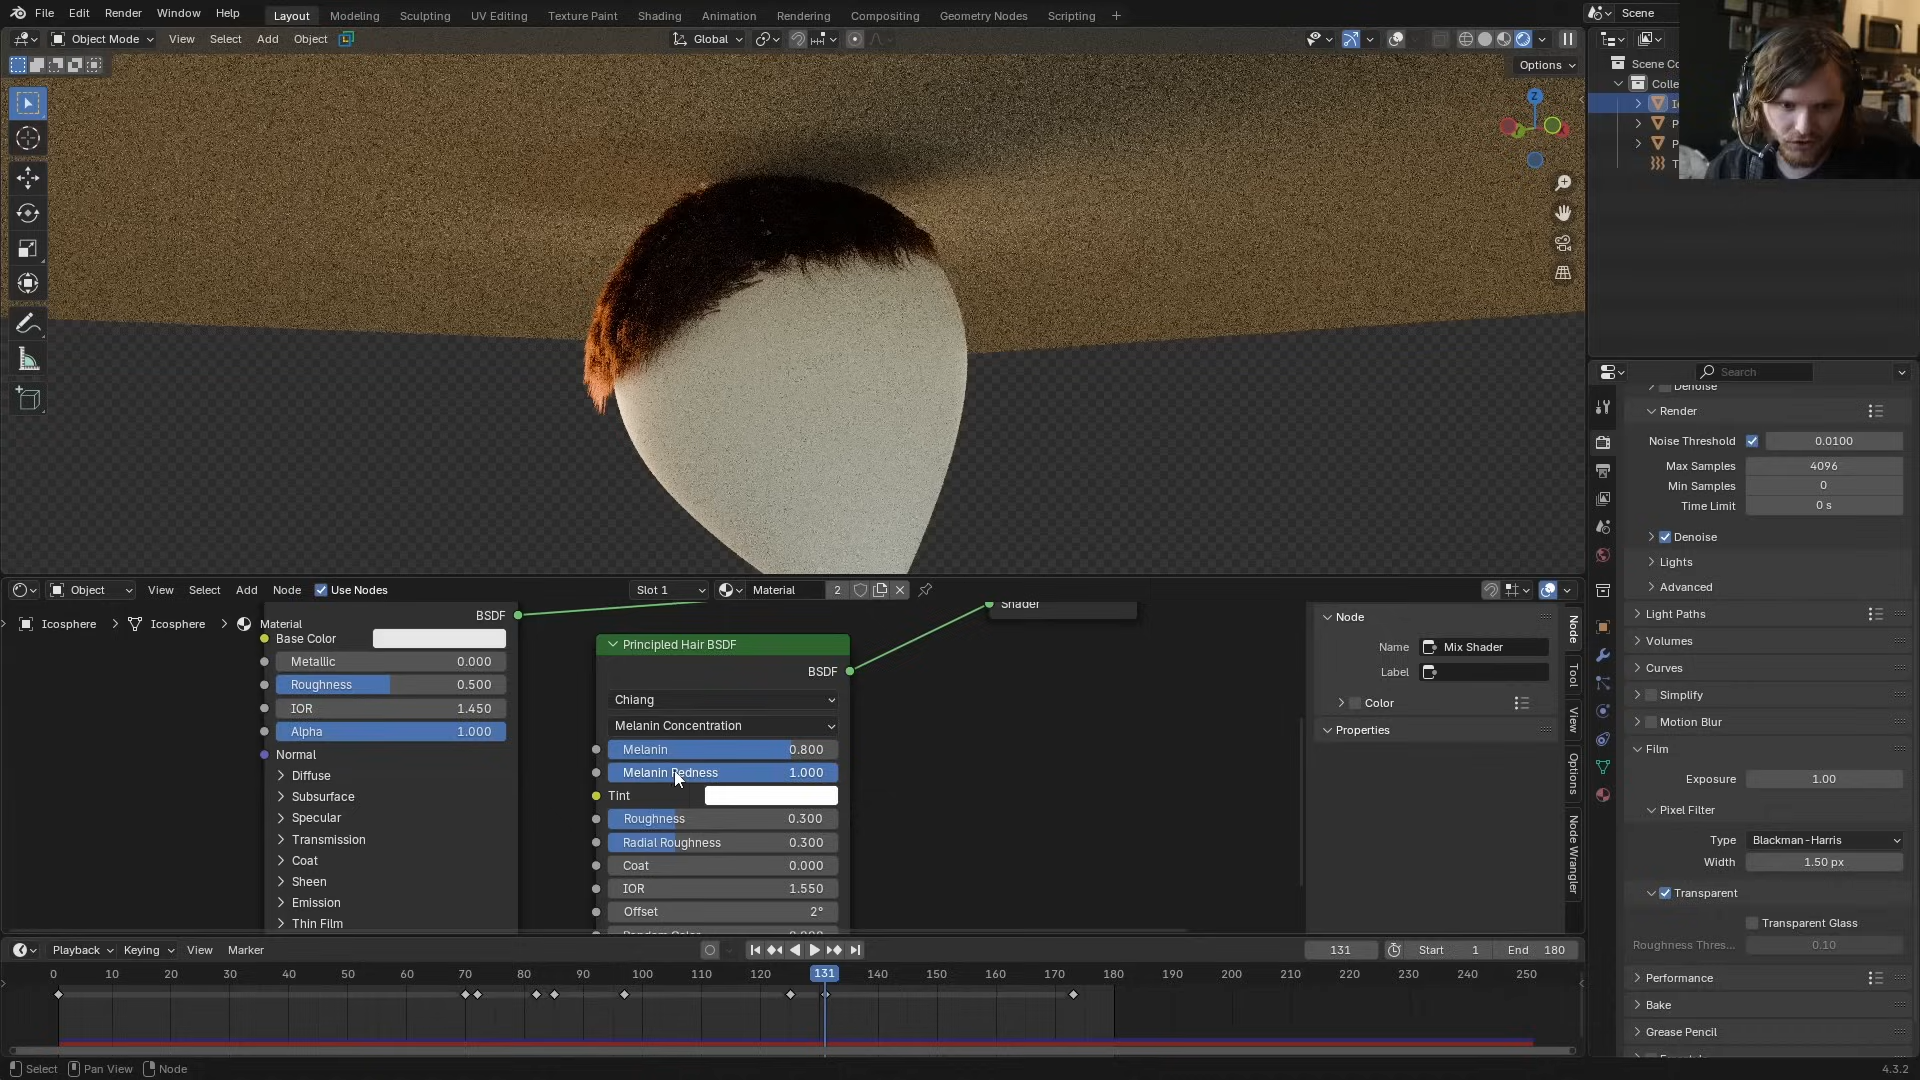 File Edit Render Window Help Layout Modeling Sculpting UV Editing Texture Paint Shading Animation Rendering Compositing Geometry Nodes Scripting Scene
Object Mode View Select Add Object Global
Options
Z
Scene Co
Colle
Search
Denoise
Render
Noise Threshold 0.0100
Max Samples 4096
Min Samples 0
Time Limit 0 s
Denoise
Lights
Advanced
Light Paths
Volumes
Curves
Simplify
Motion Blur
Film
Exposure 1.00
Pixel Filter
Type Blackman-Harris
Width 1.50 px
Transparent
Transparent Glass
Roughness Thres... 0.10
Performance
Bake
Grease Pencil
Object View Select Add Node Use Nodes Slot 1 Material 2
Icosphere Icosphere Material
BSDF
Base Color
Metallic 0.000
Roughness 0.500
IOR 1.450
Alpha 1.000
Normal
Diffuse
Subsurface
Specular
Transmission
Coat
Sheen
Emission
Thin Film
Principled Hair BSDF
BSDF
Chiang
Melanin Concentration
Melanin 0.800
Melanin Redness 1.000
Tint
Roughness 0.300
Radial Roughness 0.300
Coat 0.000
IOR 1.550
Offset 2°
Shader
Node
Name Mix Shader
Label
Color
Properties
Node
Tool
View
Options
Node Wrangler
Playback Keying View Marker 131 Start 1 End 180
0 10 20 30 40 50 60 70 80 90 100 110 120 131 140 150 160 170 180 190 200 210 220 230 240 250
Select Pan View Node 4.3.2